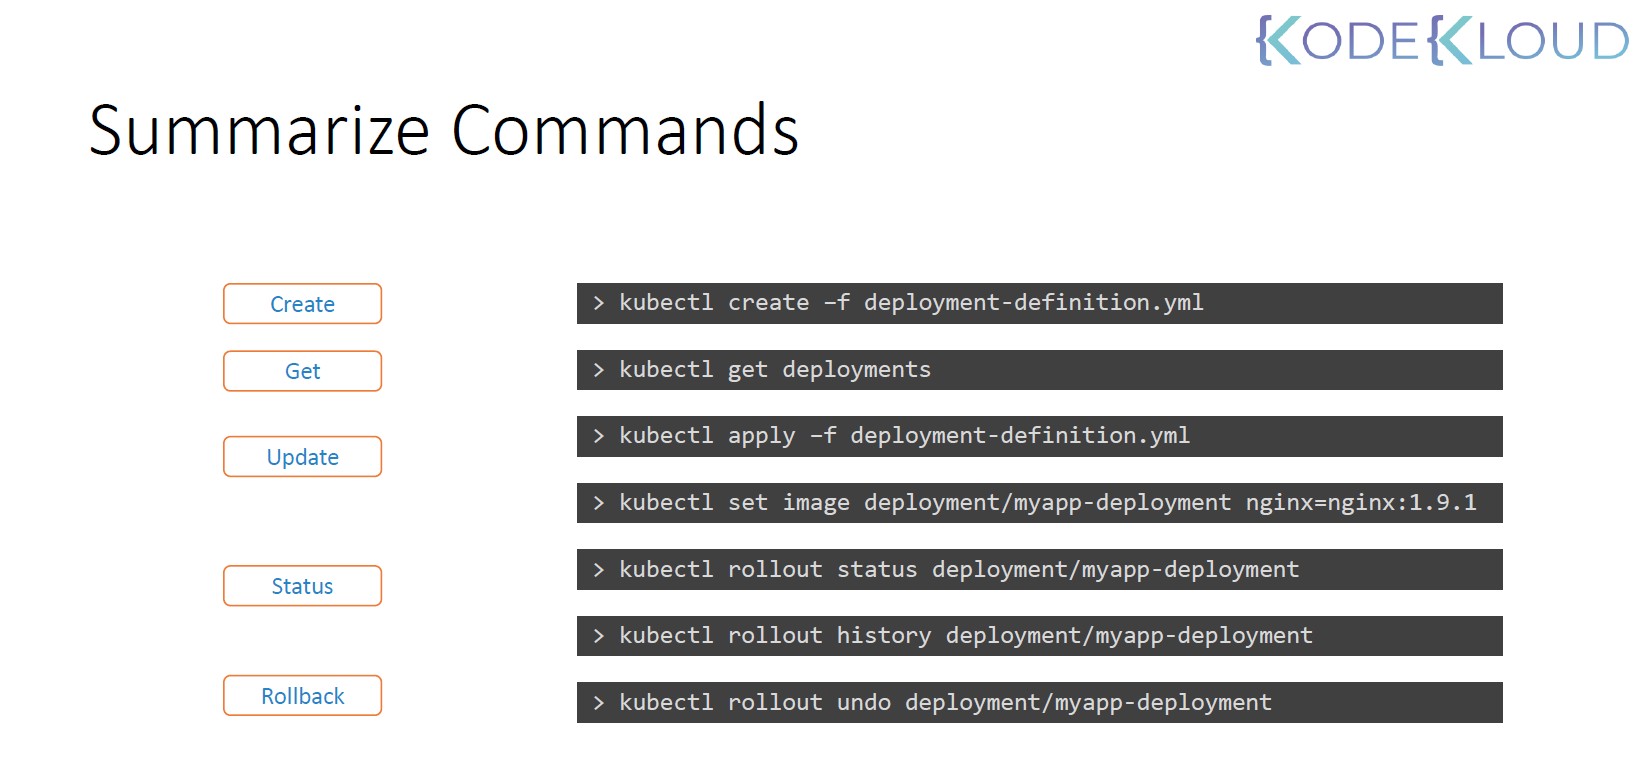 {KODE{KLOUD
Summarize Commands
Create
> kubectl create –f deployment-definition.yml
Get
> kubectl get deployments
Update
> kubectl apply –f deployment-definition.yml
> kubectl set image deployment/myapp-deployment nginx=nginx:1.9.1
Status
> kubectl rollout status deployment/myapp-deployment
> kubectl rollout history deployment/myapp-deployment
Rollback
> kubectl rollout undo deployment/myapp-deployment